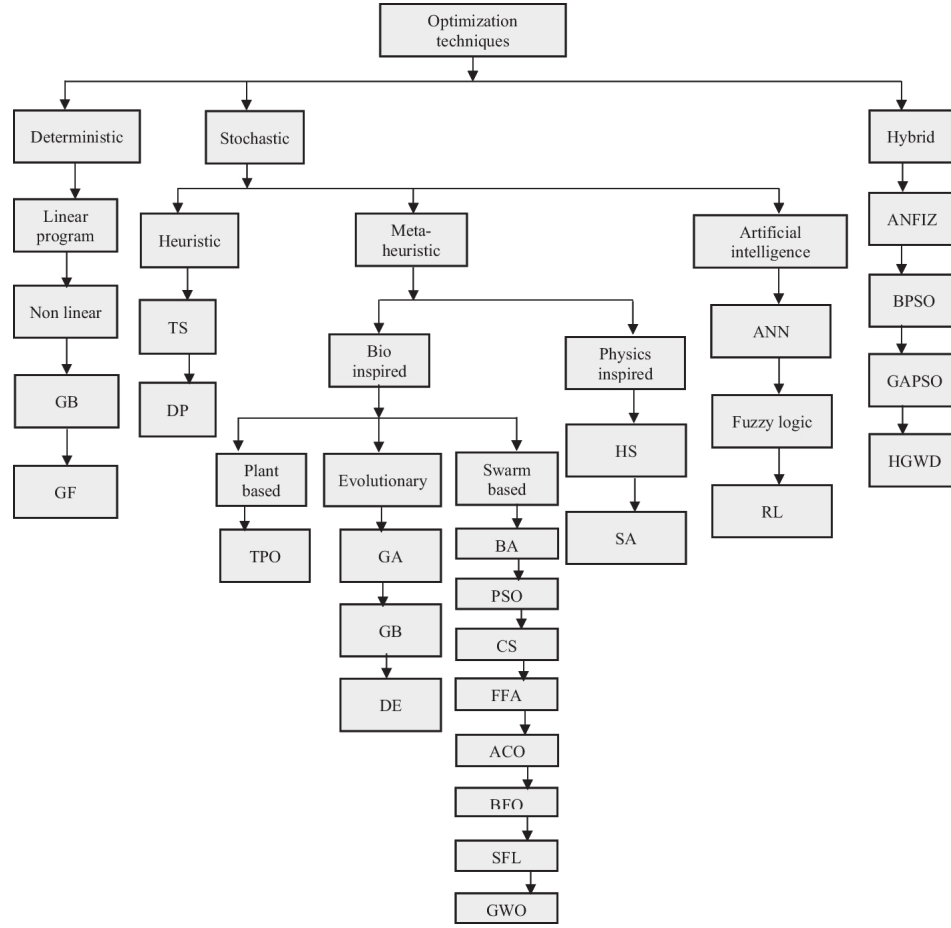 Optimization
techniques
Deterministic
Stochastic
Hybrid
Linear
program
Heuristic
Meta-
heuristic
Artificial
intelligence
ANFIZ
Non linear
TS
ANN
BPSO
Bio
inspired
Physics
inspired
GB
DP
Fuzzy logic
GAPSO
Plant
based
Evolutionary
Swarm
based
HS
HGWD
GF
RL
TPO
GA
BA
SA
PSO
GB
CS
DE
FFA
ACO
BFO
SFL
GWO